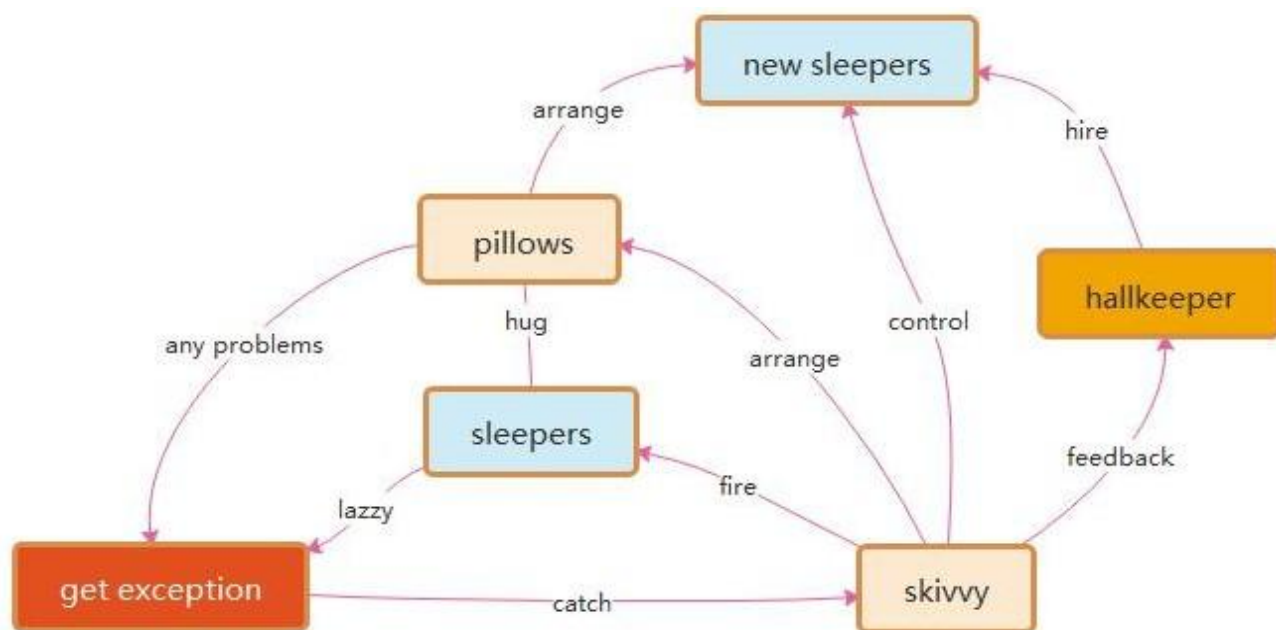 new sleepers
arrange
hire
pillows
hallkeeper
hug
control
any problems
arrange
sleepers
feedback
fire
lazzy
get exception
skivvy
catch